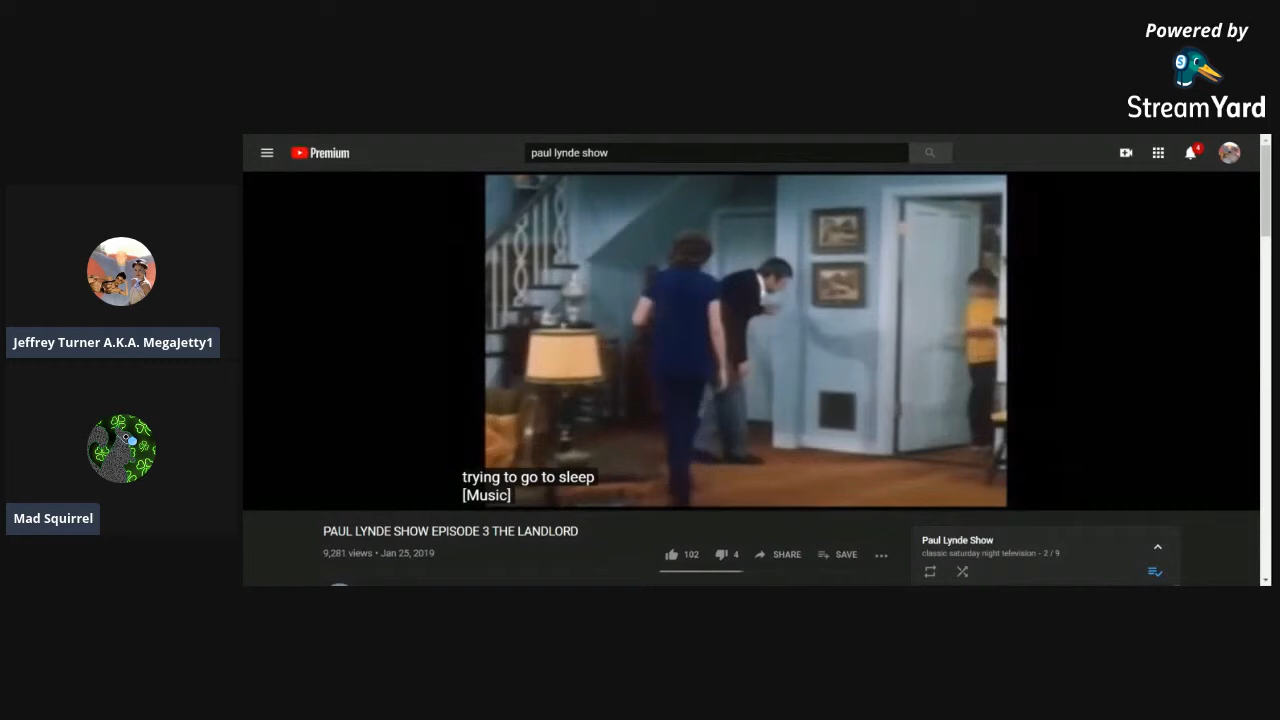 Powered by
StreamYard
Premium
paul lynde show
4
Jeffrey Turner A.K.A. MegaJetty1
Mad Squirrel
trying to go to sleep
[Music]
PAUL LYNDE SHOW EPISODE 3 THE LANDLORD
9,281 views • Jan 25, 2019
102
4
SHARE
SAVE
Paul Lynde Show
classic saturday night television - 2 / 9